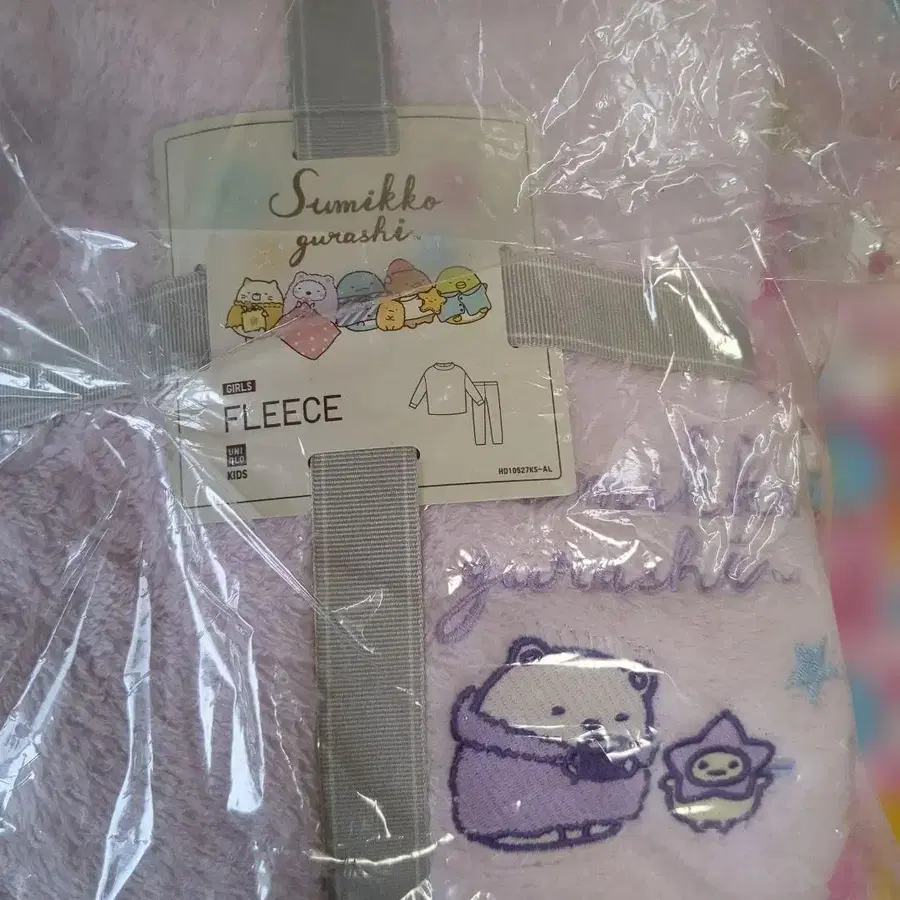 Sumikko
gurashi
GIRLS
FLEECE
UNI
QLO
KIDS
HD10527KS-AL
gurashi